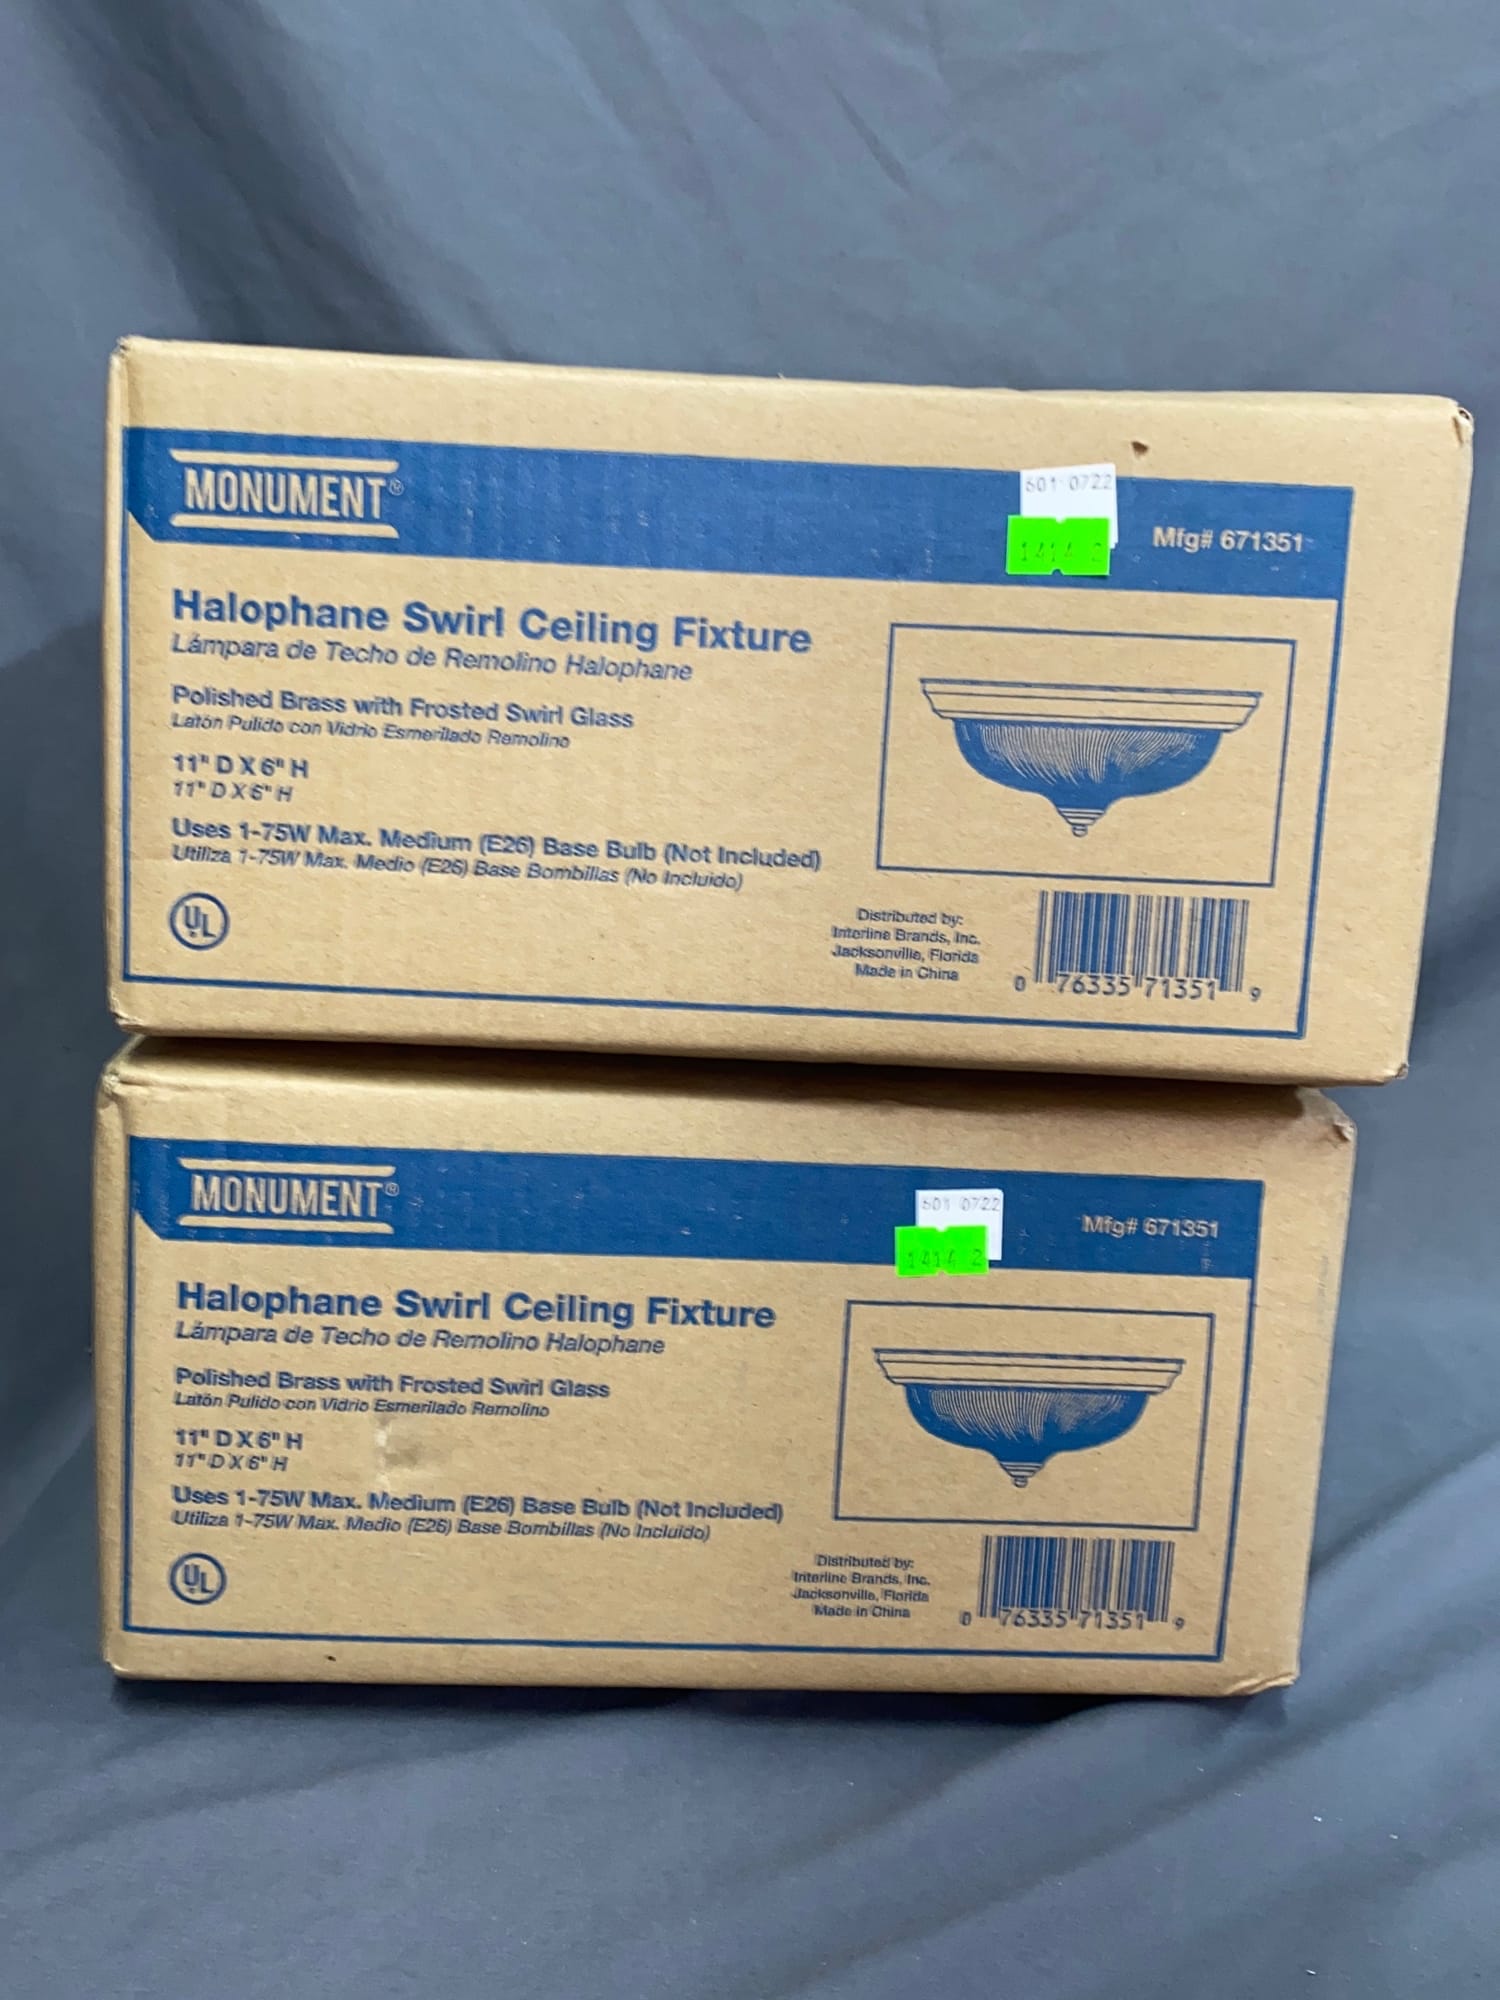 MONUMENT®
601 0722
1414 2
Mfg# 671351
Halophane Swirl Ceiling Fixture
Lámpara de Techo de Remolino Halophane
Polished Brass with Frosted Swirl Glass
Latón Pulido con Vidrio Esmerilado Remolino
11" D X 6" H
11" D X 6" H
Uses 1-75W Max. Medium (E26) Base Bulb (Not Included)
Utiliza 1-75W Max. Medio (E26) Base Bombillas (No Incluido)
UL
Distributed by:
Interline Brands, Inc.
Jacksonville, Florida
Made in China
0 76335 71351 9
MONUMENT®
601 0722
1414 2
Mfg# 671351
Halophane Swirl Ceiling Fixture
Lámpara de Techo de Remolino Halophane
Polished Brass with Frosted Swirl Glass
Latón Pulido con Vidrio Esmerilado Remolino
11" D X 6" H
11" D X 6" H
Uses 1-75W Max. Medium (E26) Base Bulb (Not Included)
Utiliza 1-75W Max. Medio (E26) Base Bombillas (No Incluido)
UL
Distributed by:
Interline Brands, Inc.
Jacksonville, Florida
Made in China
0 76335 71351 9